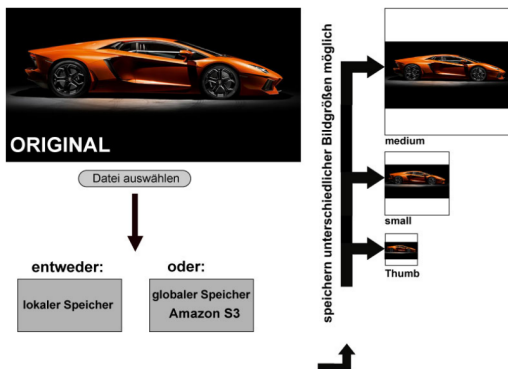 ORIGINAL
Datei auswählen
entweder:
oder:
lokaler Speicher
globaler Speicher
Amazon S3
speichern unterschiedlicher Bildgrößen möglich
medium
small
Thumb